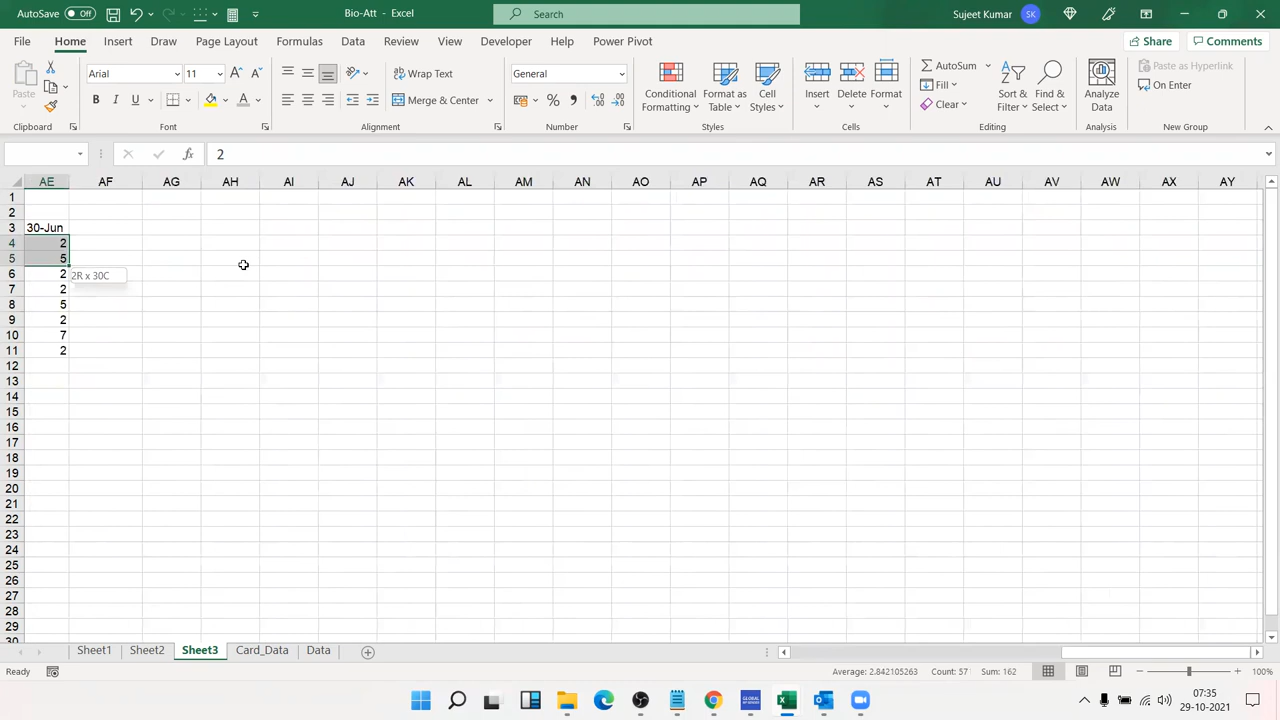 AutoSave Off Bio-Att - Excel Search Sujeet Kumar SK
File Home Insert Draw Page Layout Formulas Data Review View Developer Help Power Pivot Share Comments
Paste Arial 11 A A Wrap Text General Conditional Formatting Format as Table Cell Styles Insert Delete Format AutoSum Sort & Filter Find & Select Analyze Data Paste as Hyperlink
B I U A Merge & Center % Fill Clear On Enter
Clipboard Font Alignment Number Styles Cells Editing Analysis New Group
fx 2
AE AF AG AH AI AJ AK AL AM AN AO AP AQ AR AS AT AU AV AW AX AY
1
2
3 30-Jun
4 2
5 5
6 2 2R x 30C
7 2
8 5
9 2
10 7
11 2
12
13
14
15
16
17
18
19
20
21
22
23
24
25
26
27
28
29
30
Sheet1 Sheet2 Sheet3 Card_Data Data
Ready Average: 2.842105263 Count: 57 Sum: 162 100%
GLOBAL
07:35
29-10-2021